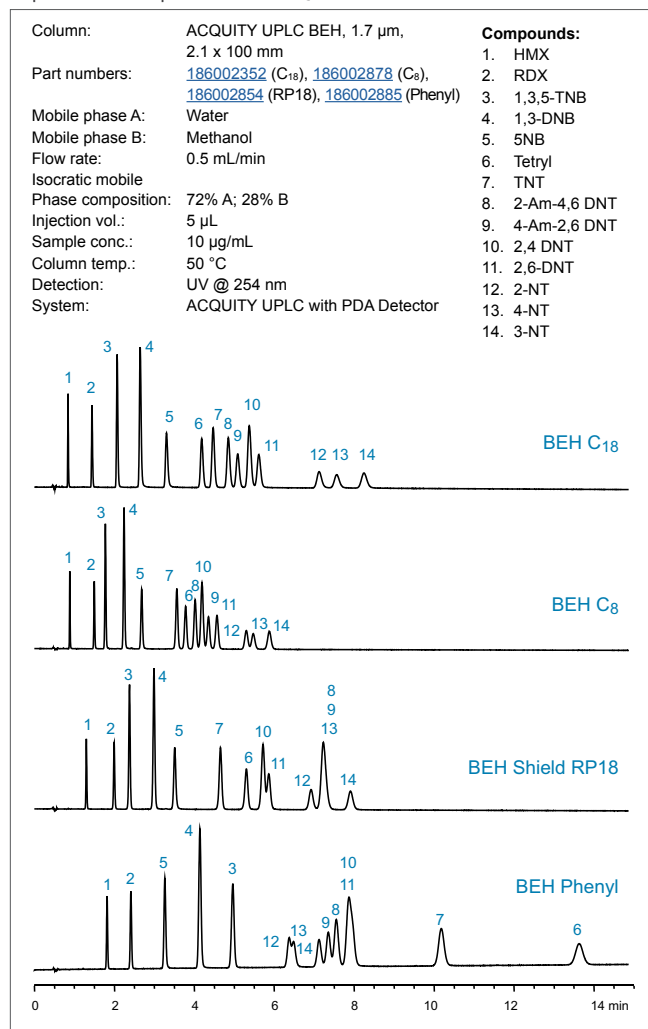 Column: ACQUITY UPLC BEH, 1.7 µm,
2.1 x 100 mm
Part numbers: 186002352 (C18), 186002878 (C8),
186002854 (RP18), 186002885 (Phenyl)
Mobile phase A: Water
Mobile phase B: Methanol
Flow rate: 0.5 mL/min
Isocratic mobile
Phase composition: 72% A; 28% B
Injection vol.: 5 µL
Sample conc.: 10 µg/mL
Column temp.: 50 °C
Detection: UV @ 254 nm
System: ACQUITY UPLC with PDA Detector
Compounds:
1. HMX
2. RDX
3. 1,3,5-TNB
4. 1,3-DNB
5. 5NB
6. Tetryl
7. TNT
8. 2-Am-4,6 DNT
9. 4-Am-2,6 DNT
10. 2,4 DNT
11. 2,6-DNT
12. 2-NT
13. 4-NT
14. 3-NT
1 2 3 4 5 6 7 8 9 10 11 12 13 14
BEH C18
1 2 3 4 5 7 6 8 10 9 11 12 13 14
BEH C8
1 2 3 4 5 7 6 10 11 12 8 9 13 14
BEH Shield RP18
1 2 5 4 3 12 13 14 9 8 10 11 7 6
BEH Phenyl
0 2 4 6 8 10 12 14 min